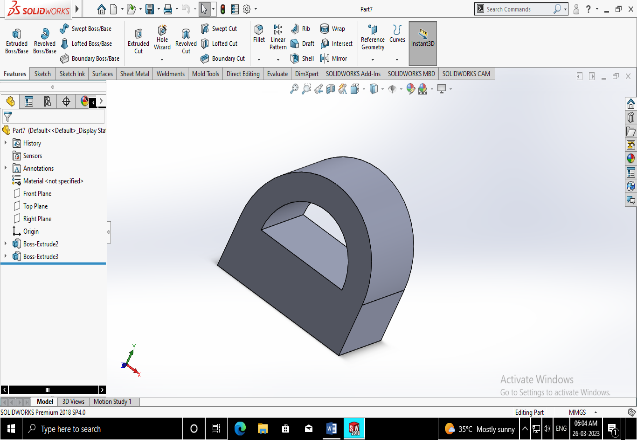 SOLIDWORKS
Part7
Search Commands
Extruded Boss/Base
Revolved Boss/Base
Swept Boss/Base
Lofted Boss/Base
Boundary Boss/Base
Extruded Cut
Hole Wizard
Revolved Cut
Swept Cut
Lofted Cut
Boundary Cut
Fillet
Linear Pattern
Rib
Draft
Shell
Wrap
Intersect
Mirror
Reference Geometry
Curves
Instant3D
Features Sketch Sketch Ink Surfaces Sheet Metal Weldments Mold Tools Direct Editing Evaluate DimXpert SOLIDWORKS Add-Ins SOLIDWORKS MBD SOLIDWORKS CAM
Part7 (Default<<Default>_Display Sta
History
Sensors
Annotations
Material <not specified>
Front Plane
Top Plane
Right Plane
Origin
Boss-Extrude2
Boss-Extrude3
Activate Windows
Go to Settings to activate Windows.
Model 3D Views Motion Study 1
SOLIDWORKS Premium 2018 SP4.0
Editing Part MMGS
Type here to search
35°C Mostly sunny
ENG
06:04 AM
26-03-2023